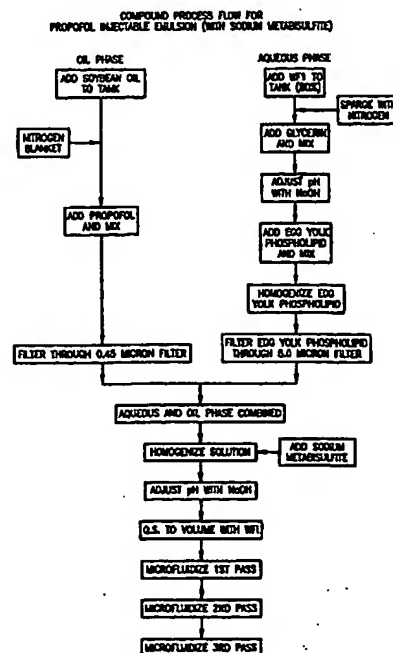 COMPOUND PROCESS FLOW FOR
PROPOFOL INJECTABLE EMULSION (WITH SODIUM METABISULFITE)
OIL PHASE
ADD SOYBEAN OIL
TO TANK
NITROGEN
BLANKET
ADD PROPOFOL
AND MIX
FILTER THROUGH 0.45 MICRON FILTER
AQUEOUS PHASE
ADD WFI TO
TANK (80%)
SPARGE WITH
NITROGEN
ADD GLYCERIN
AND MIX
ADJUST pH
WITH NaOH
ADD EGG YOLK
PHOSPHOLIPID
AND MIX
HOMOGENIZE EGG
YOLK PHOSPHOLIPID
FILTER EGG YOLK PHOSPHOLIPID
THROUGH 8.0 MICRON FILTER
AQUEOUS AND OIL PHASE COMBINED
HOMOGENIZE SOLUTION
ADD SODIUM
METABISULFITE
ADJUST pH WITH NaOH
Q.S. TO VOLUME WITH WFI
MICROFLUIDIZE 1ST PASS
MICROFLUIDIZE 2ND PASS
MICROFLUIDIZE 3RD PASS